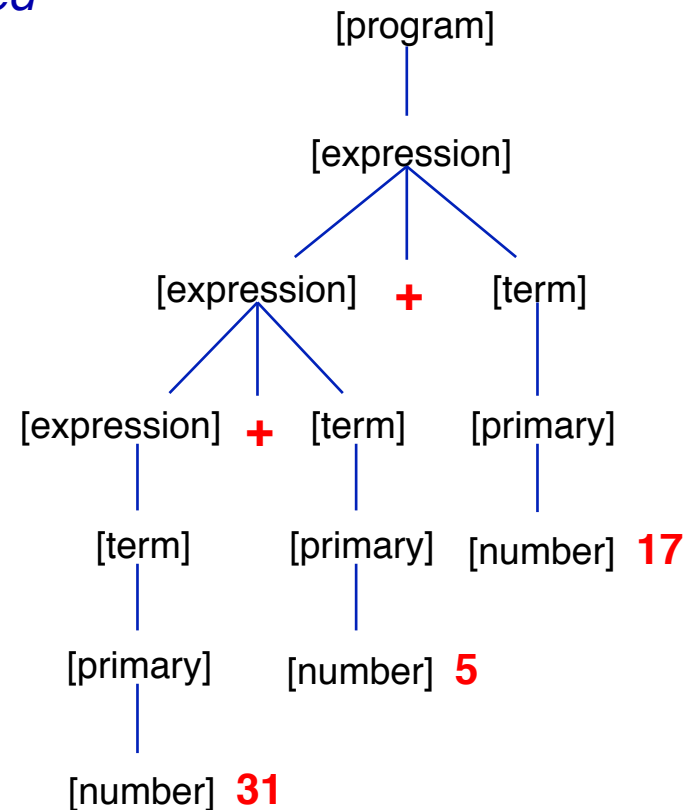 [program]
[expression]
[expression] + [term]
[expression] + [term] [primary]
[term] [primary] [number] 17
[primary] [number] 5
[number] 31